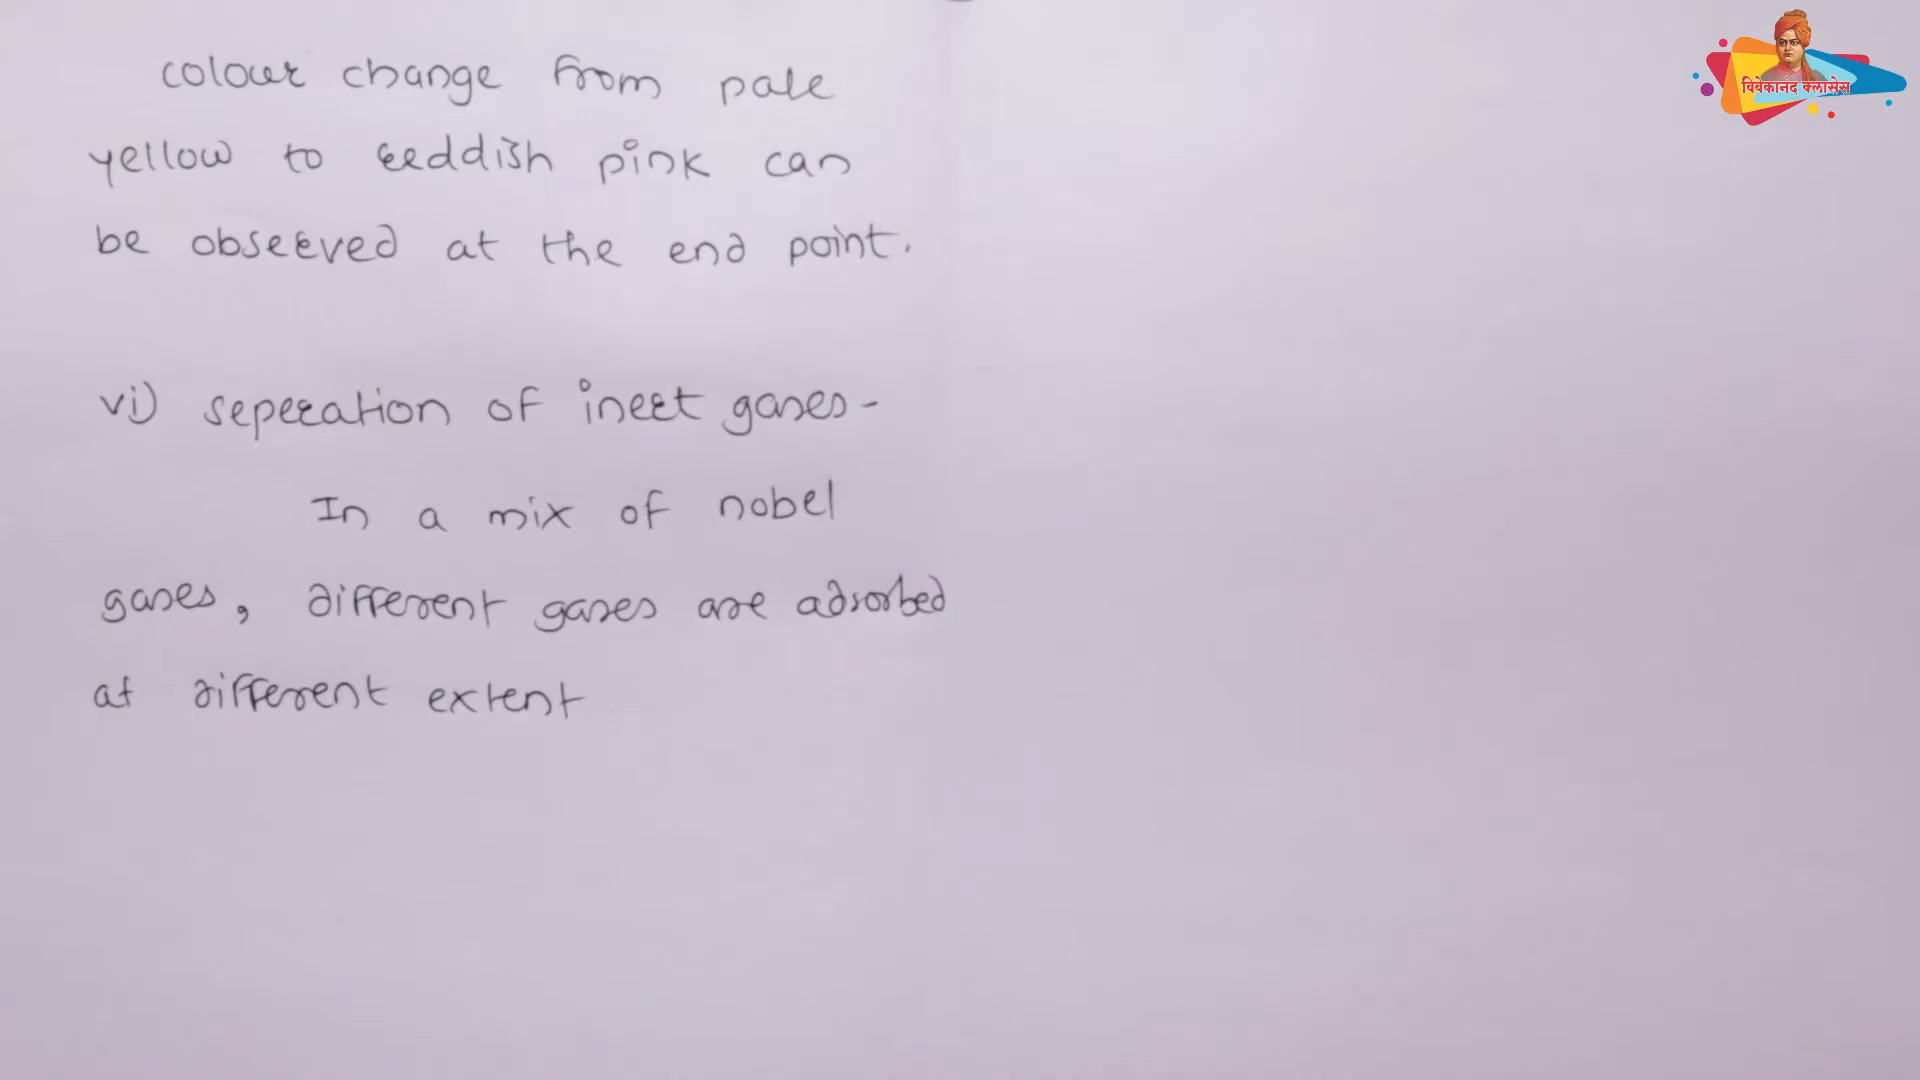 colour change from pale
yellow to reddish pink can
be observed at the end point.
vi) seperation of inert gases-
In a mix of nobel
gases, different gases are adsorbed
at different extent
विवेकानंद क्लासेस